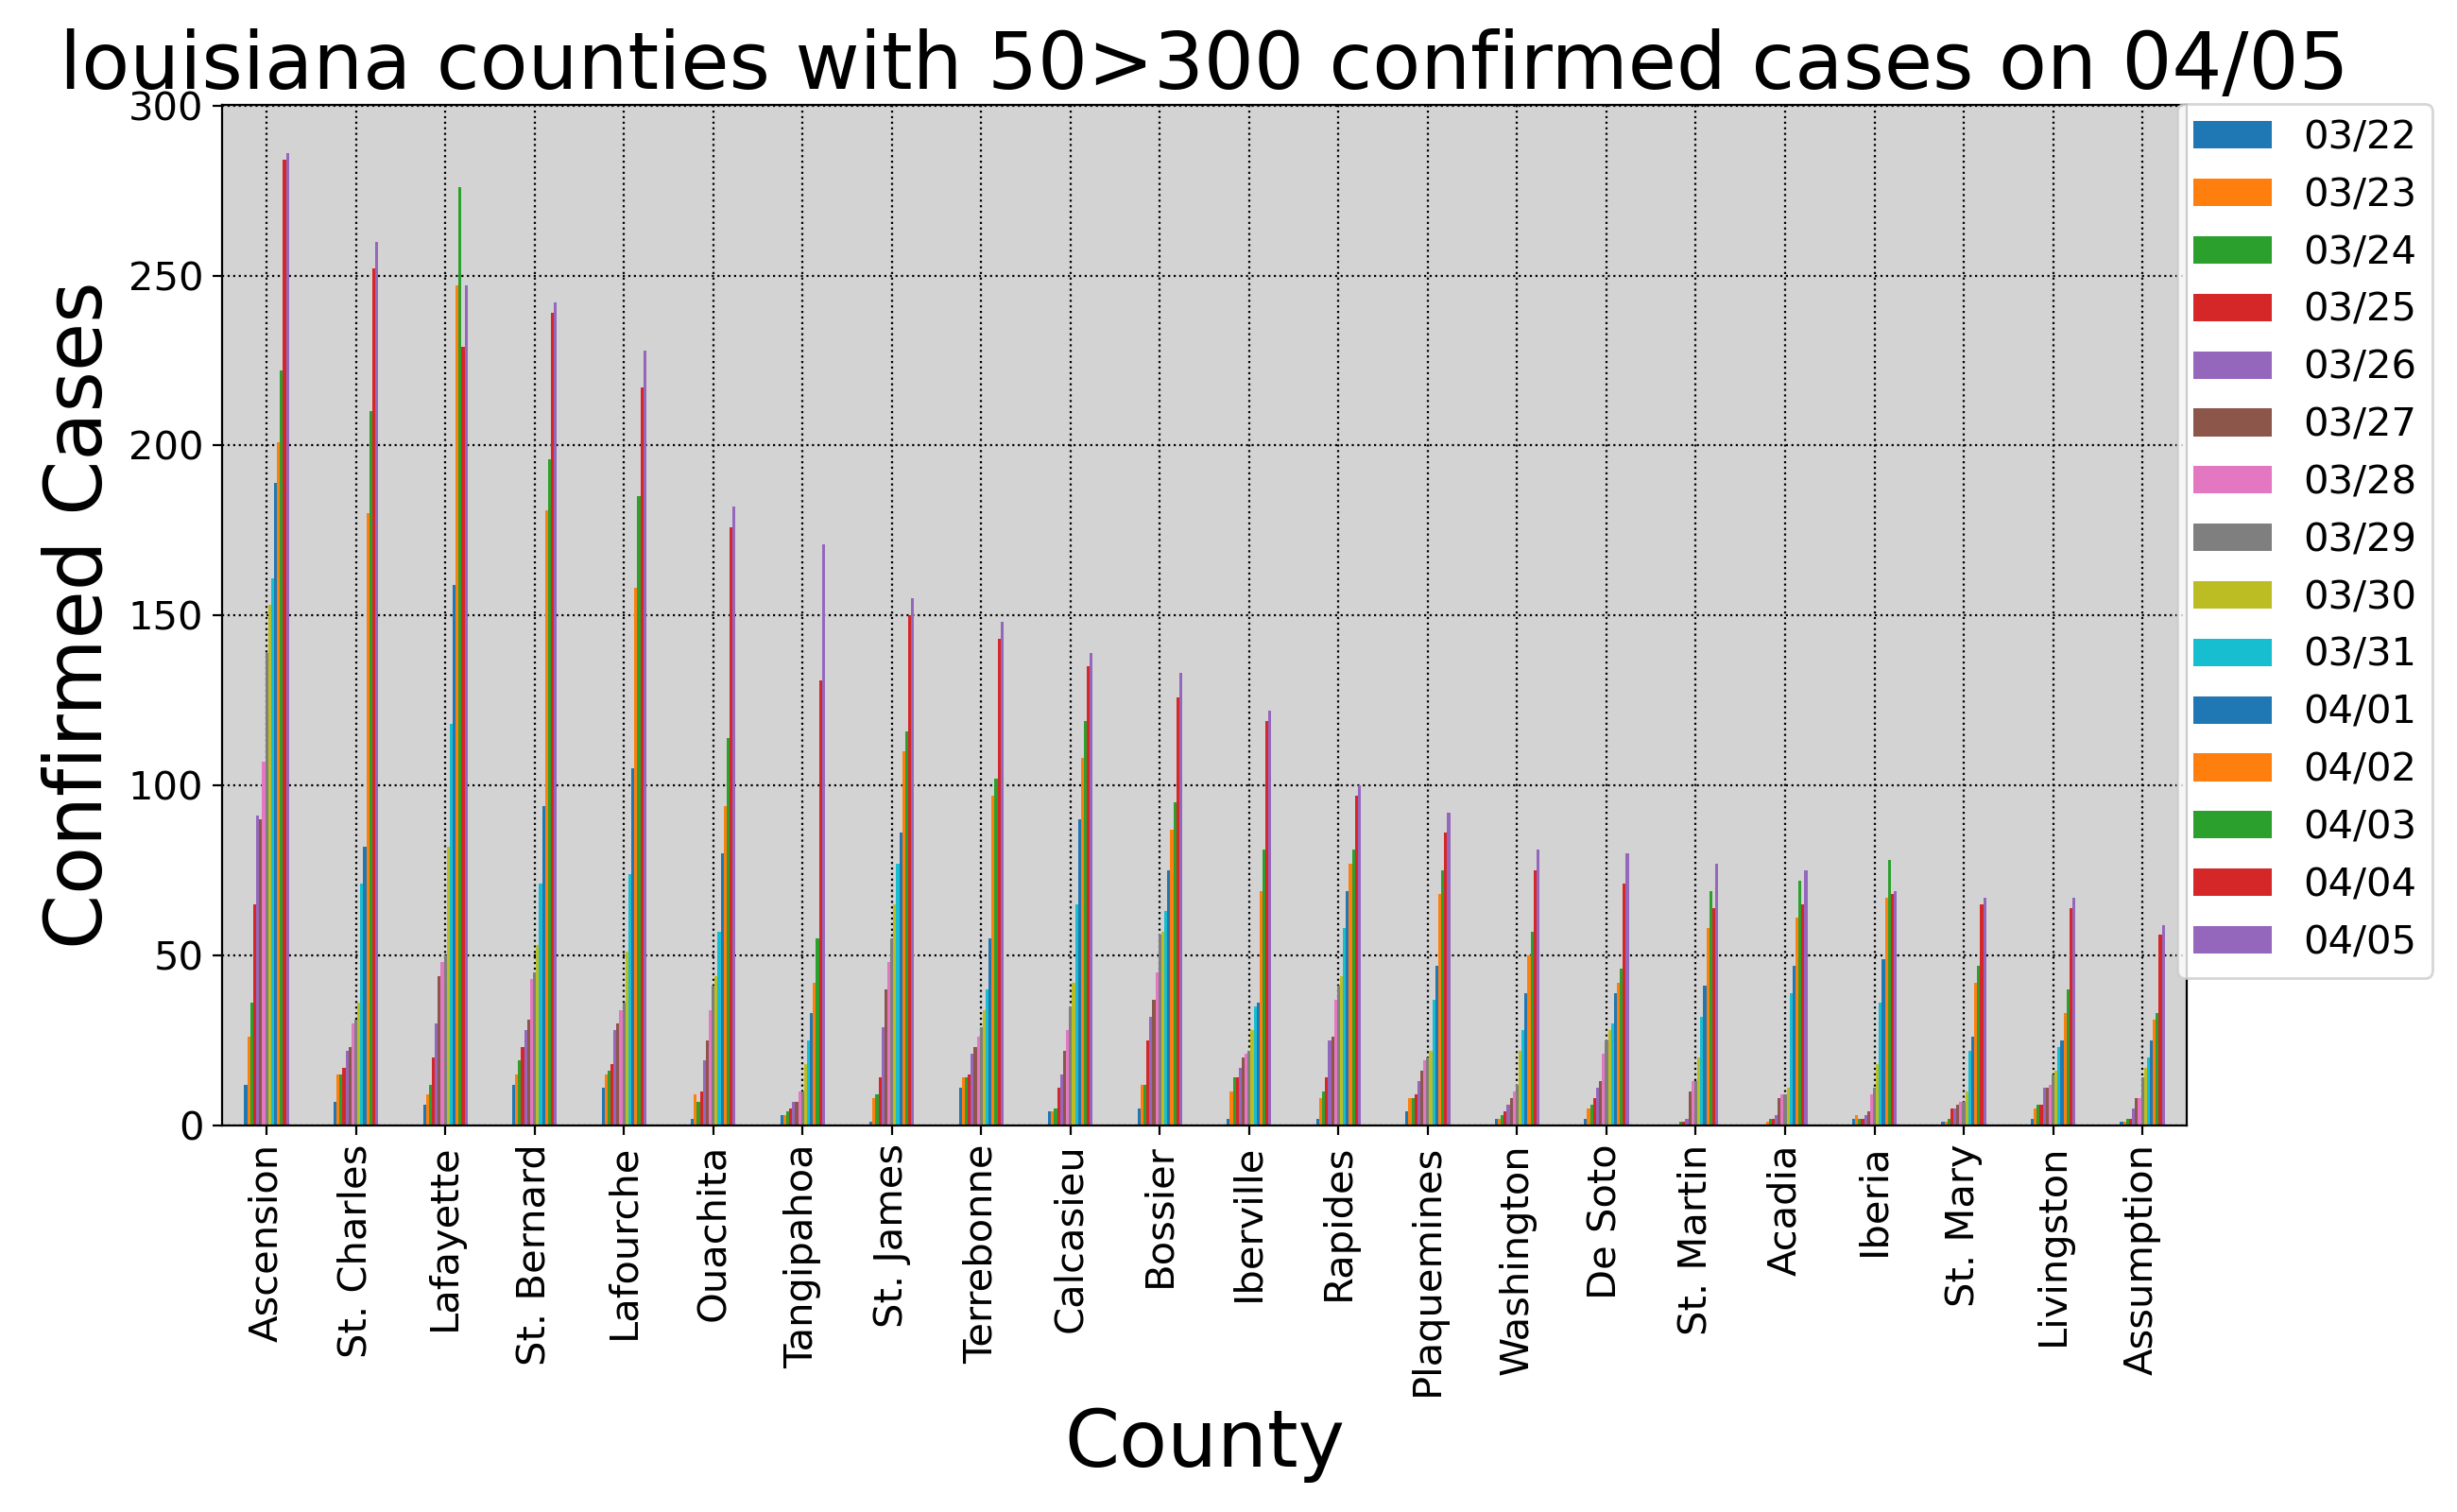 louisiana counties with 50>300 confirmed cases on 04/05
Confirmed Cases
300
250
200
150
100
50
0
03/22
03/23
03/24
03/25
03/26
03/27
03/28
03/29
03/30
03/31
04/01
04/02
04/03
04/04
04/05
Ascension
St. Charles
Lafayette
St. Bernard
Lafourche
Ouachita
Tangipahoa
St. James
Terrebonne
Calcasieu
Bossier
Iberville
Rapides
Plaquemines
Washington
De Soto
St. Martin
Acadia
Iberia
St. Mary
Livingston
Assumption
County